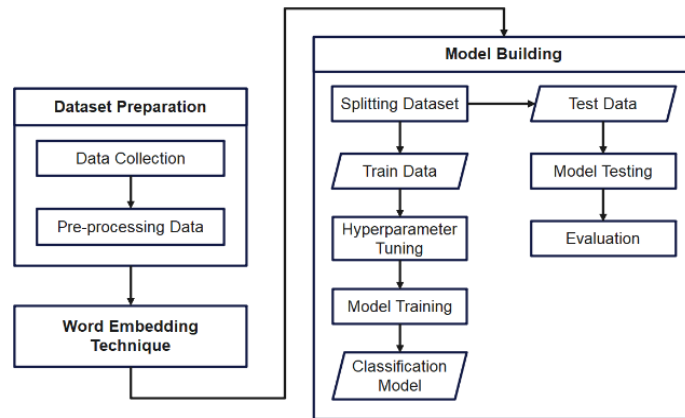 Dataset Preparation
Data Collection
Pre-processing Data
Word Embedding
Technique
Model Building
Splitting Dataset
Test Data
Train Data
Model Testing
Hyperparameter
Tuning
Evaluation
Model Training
Classification
Model